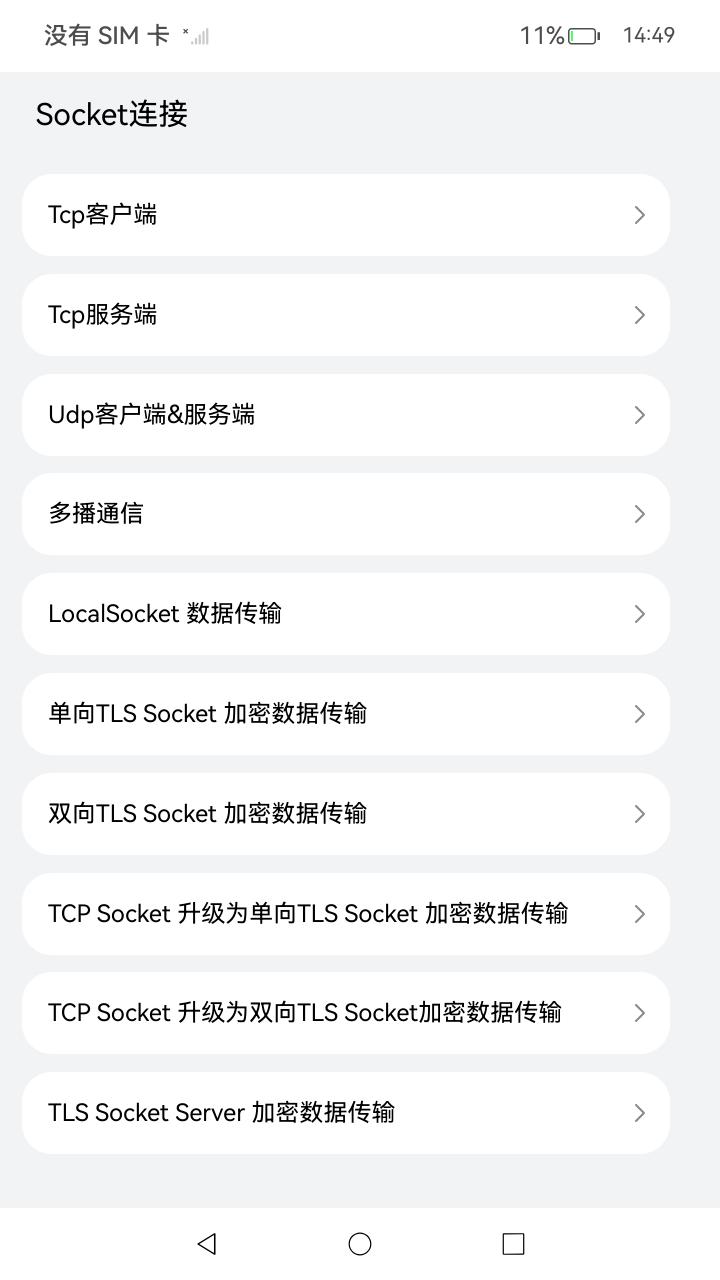 没有 SIM 卡
11%
14:49
Socket连接
Tcp客户端
Tcp服务端
Udp客户端&服务端
多播通信
LocalSocket 数据传输
单向TLS Socket 加密数据传输
双向TLS Socket 加密数据传输
TCP Socket 升级为单向TLS Socket 加密数据传输
TCP Socket 升级为双向TLS Socket加密数据传输
TLS Socket Server 加密数据传输